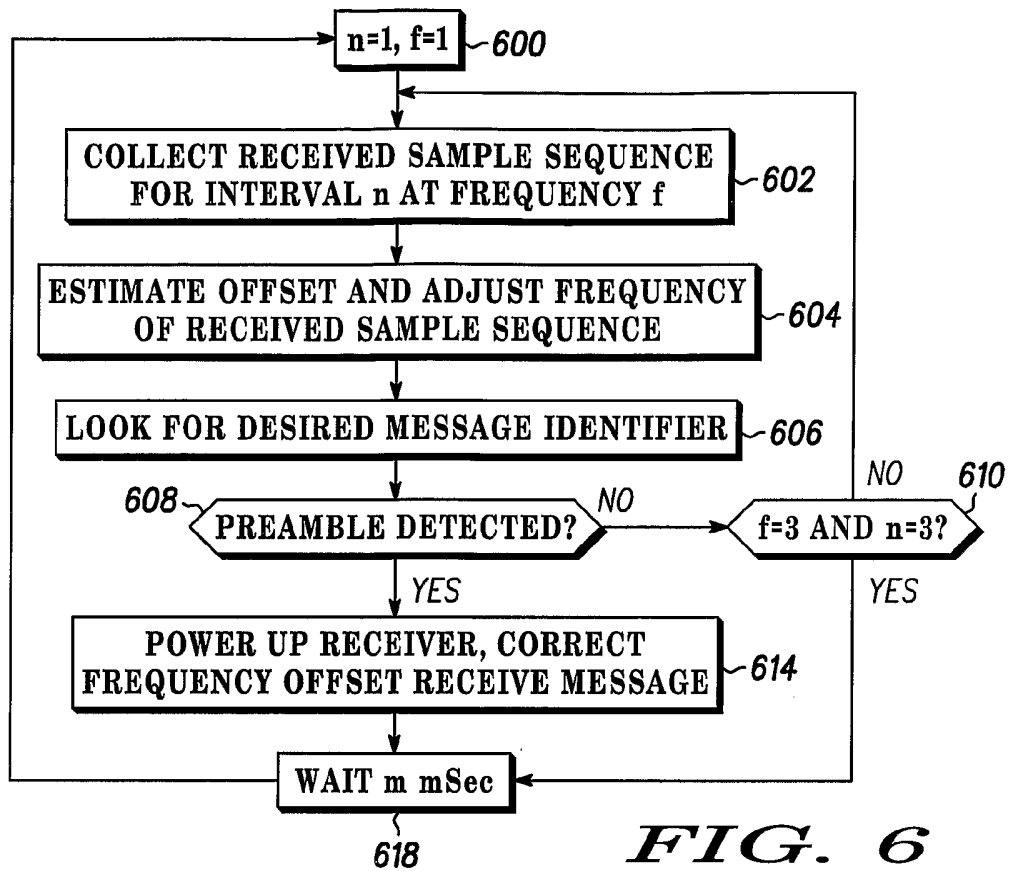 n=1, f=1
600
COLLECT RECEIVED SAMPLE SEQUENCE
FOR INTERVAL n AT FREQUENCY f
602
ESTIMATE OFFSET AND ADJUST FREQUENCY
OF RECEIVED SAMPLE SEQUENCE
604
LOOK FOR DESIRED MESSAGE IDENTIFIER
606
608
PREAMBLE DETECTED?
NO
f=3 AND n=3?
NO
610
YES
YES
POWER UP RECEIVER, CORRECT
FREQUENCY OFFSET RECEIVE MESSAGE
614
WAIT m mSec
618
FIG. 6